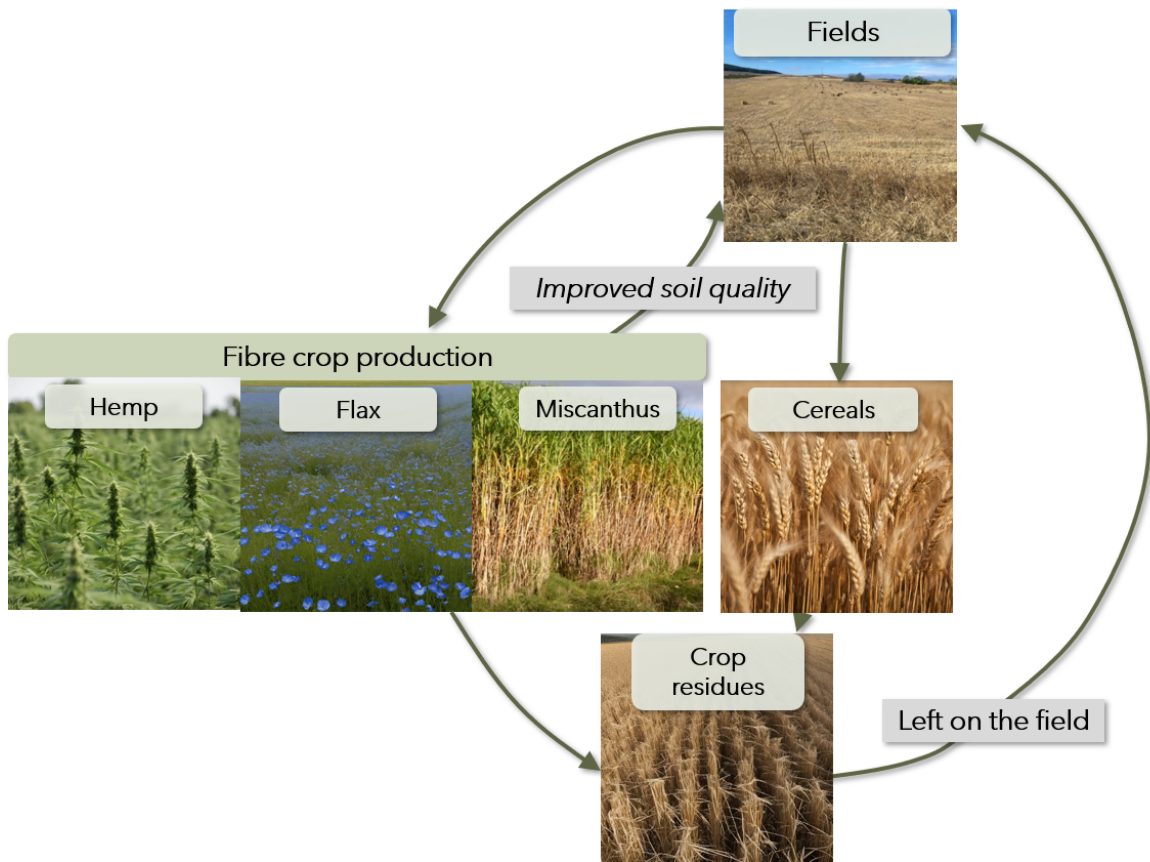 Fields
Improved soil quality
Fibre crop production
Hemp
Flax
Miscanthus
Cereals
Crop
residues
Left on the field